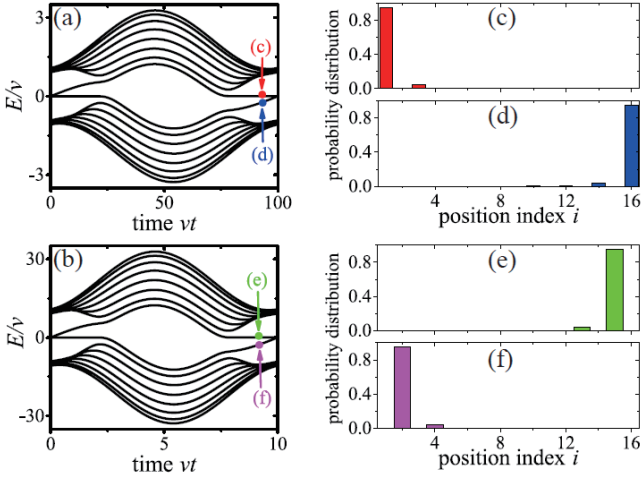 (a)
3
(c)
E/v
0
(d)
-3
0 50 100
time vt
(c)
0.8
0.4
0.0
probability distribution
(d)
0.8
0.4
0.0
4 8 12 16
position index i
(b)
30
(e)
E/v
0
(f)
-30
0 5 10
time vt
(e)
0.8
0.4
0.0
probability distribution
(f)
0.8
0.4
0.0
4 8 12 16
position index i